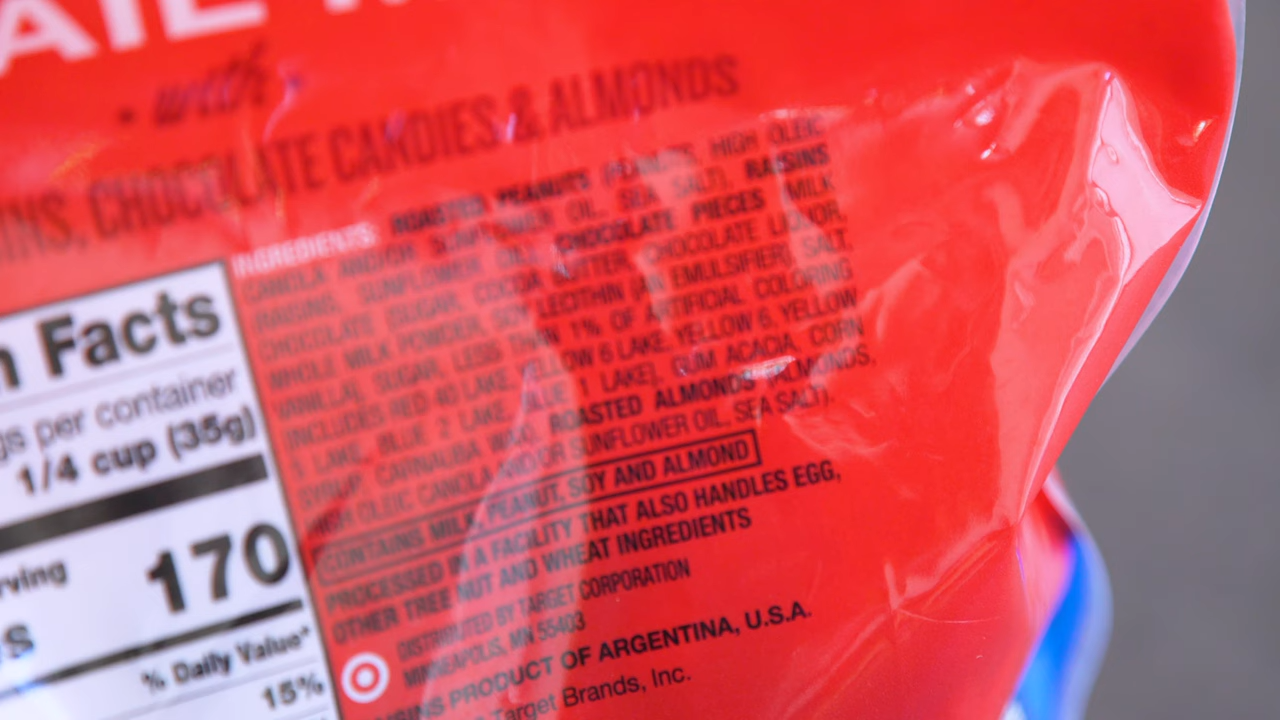 with
CHOCOLATE CANDIES & ALMONDS
INGREDIENTS: ROASTED PEANUTS (PEANUTS, HIGH OLEIC
CANOLA AND/OR SUNFLOWER OIL, SEA SALT), RAISINS
RAISINS, SUNFLOWER OIL), CHOCOLATE PIECES (MILK
CHOCOLATE (SUGAR, COCOA BUTTER, CHOCOLATE LIQUOR,
WHOLE MILK POWDER, SOY LECITHIN (AN EMULSIFIER), SALT,
VANILLA), SUGAR, LESS THAN 1% OF ARTIFICIAL COLORING
INCLUDES RED 40 LAKE, YELLOW 6 LAKE, YELLOW 6, YELLOW
5 LAKE, BLUE 2 LAKE, BLUE 1 LAKE), GUM ACACIA, CORN
SYRUP, CARNAUBA WAX), ROASTED ALMONDS (ALMONDS,
HIGH OLEIC CANOLA AND/OR SUNFLOWER OIL, SEA SALT).
CONTAINS MILK, PEANUT, SOY AND ALMOND
PROCESSED IN A FACILITY THAT ALSO HANDLES EGG,
OTHER TREE NUT AND WHEAT INGREDIENTS
DISTRIBUTED BY TARGET CORPORATION
MINNEAPOLIS, MN 55403
PRODUCT OF ARGENTINA, U.S.A.
Target Brands, Inc.
Facts
per container
1/4 cup (35g)
170
% Daily Value*
15%